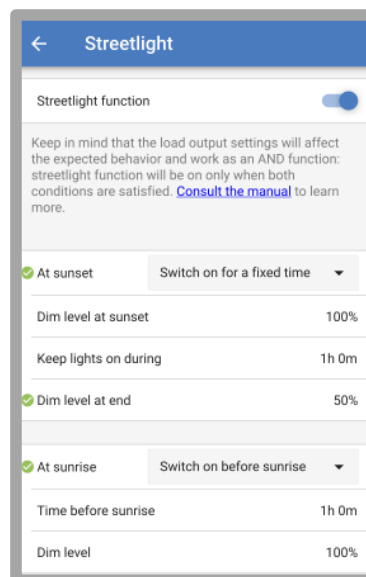 Streetlight
Streetlight function
Keep in mind that the load output settings will affect
the expected behavior and work as an AND function:
streetlight function will be on only when both
conditions are satisfied. Consult the manual to learn
more.
At sunset Switch on for a fixed time
Dim level at sunset 100%
Keep lights on during 1h 0m
Dim level at end 50%
At sunrise Switch on before sunrise
Time before sunrise 1h 0m
Dim level 100%